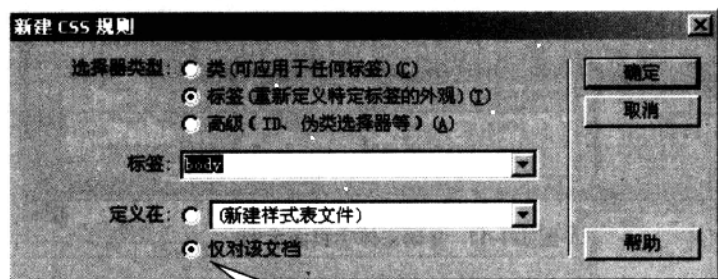 新建 CSS 规则
选择器类型: 类(可应用于任何标签)(C)
标签(重新定义特定标签的外观)(T)
高级(ID、伪类选择器等)(A)
标签: body
定义在: (新建样式表文件)
仅对该文档
确定
取消
帮助